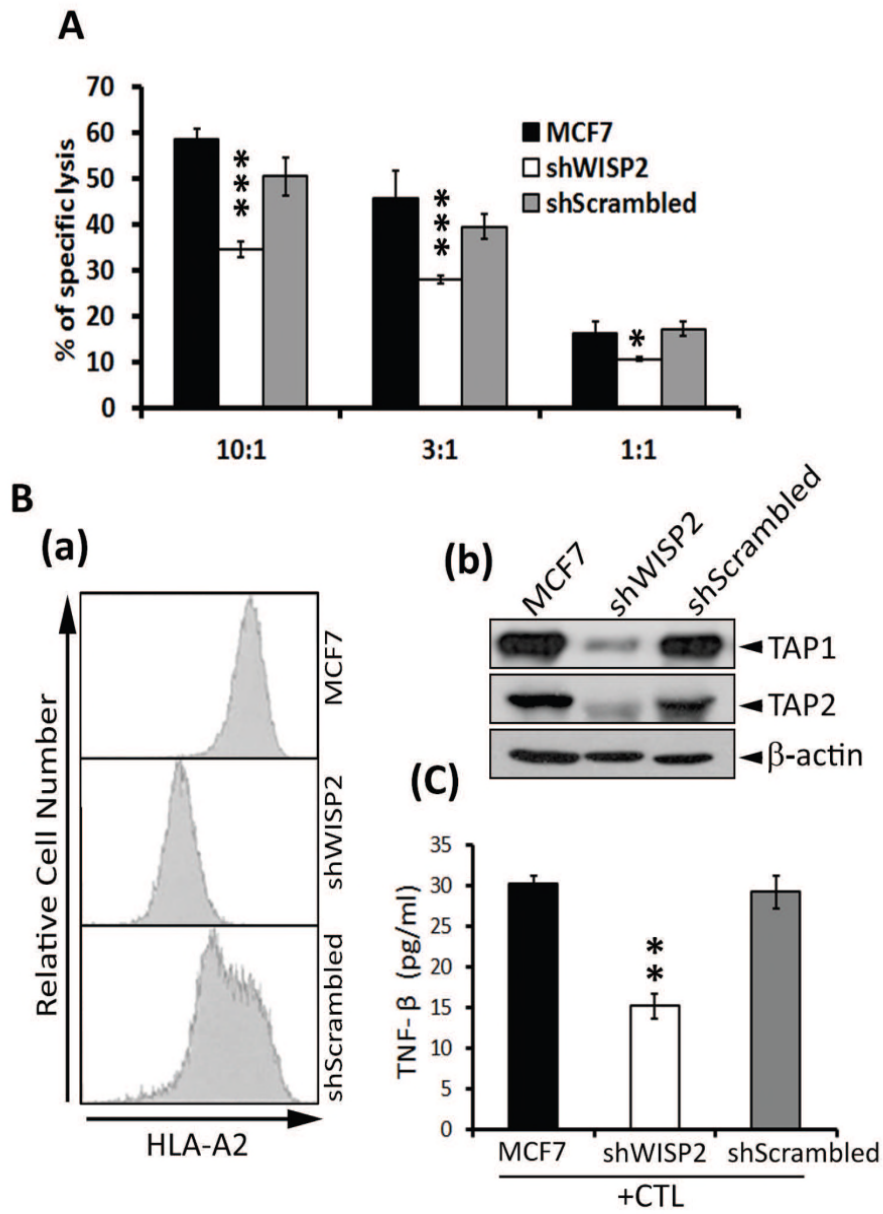 A
% of specific lysis
70
60
50
40
30
20
10
0
***
***
*
MCF7
shWISP2
shScrambled
10:1
3:1
1:1
B
(a)
Relative Cell Number
MCF7
shWISP2
shScrambled
HLA-A2
(b)
MCF7
shWISP2
shScrambled
TAP1
TAP2
β-actin
(C)
TNF- β (pg/ml)
35
30
25
20
15
10
5
0
**
MCF7
shWISP2
shScrambled
+CTL